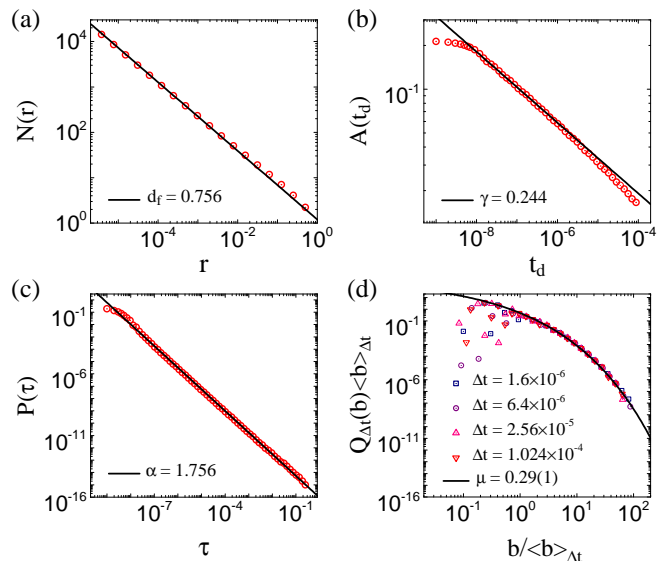 (a)
10^4
10^2
10^0
N(r)
d_f = 0.756
10^-4
10^-2
10^0
r
(b)
10^-1
A(t_d)
γ = 0.244
10^-8
10^-6
10^-4
t_d
(c)
10^-1
10^-6
10^-11
10^-16
P(τ)
α = 1.756
10^-7
10^-4
10^-1
τ
(d)
10^-1
10^-6
10^-11
10^-16
Q_Δt(b)<b>_Δt
Δt = 1.6×10^-6
Δt = 6.4×10^-6
Δt = 2.56×10^-5
Δt = 1.024×10^-4
μ = 0.29(1)
10^-1
10^0
10^1
10^2
b/<b>_Δt